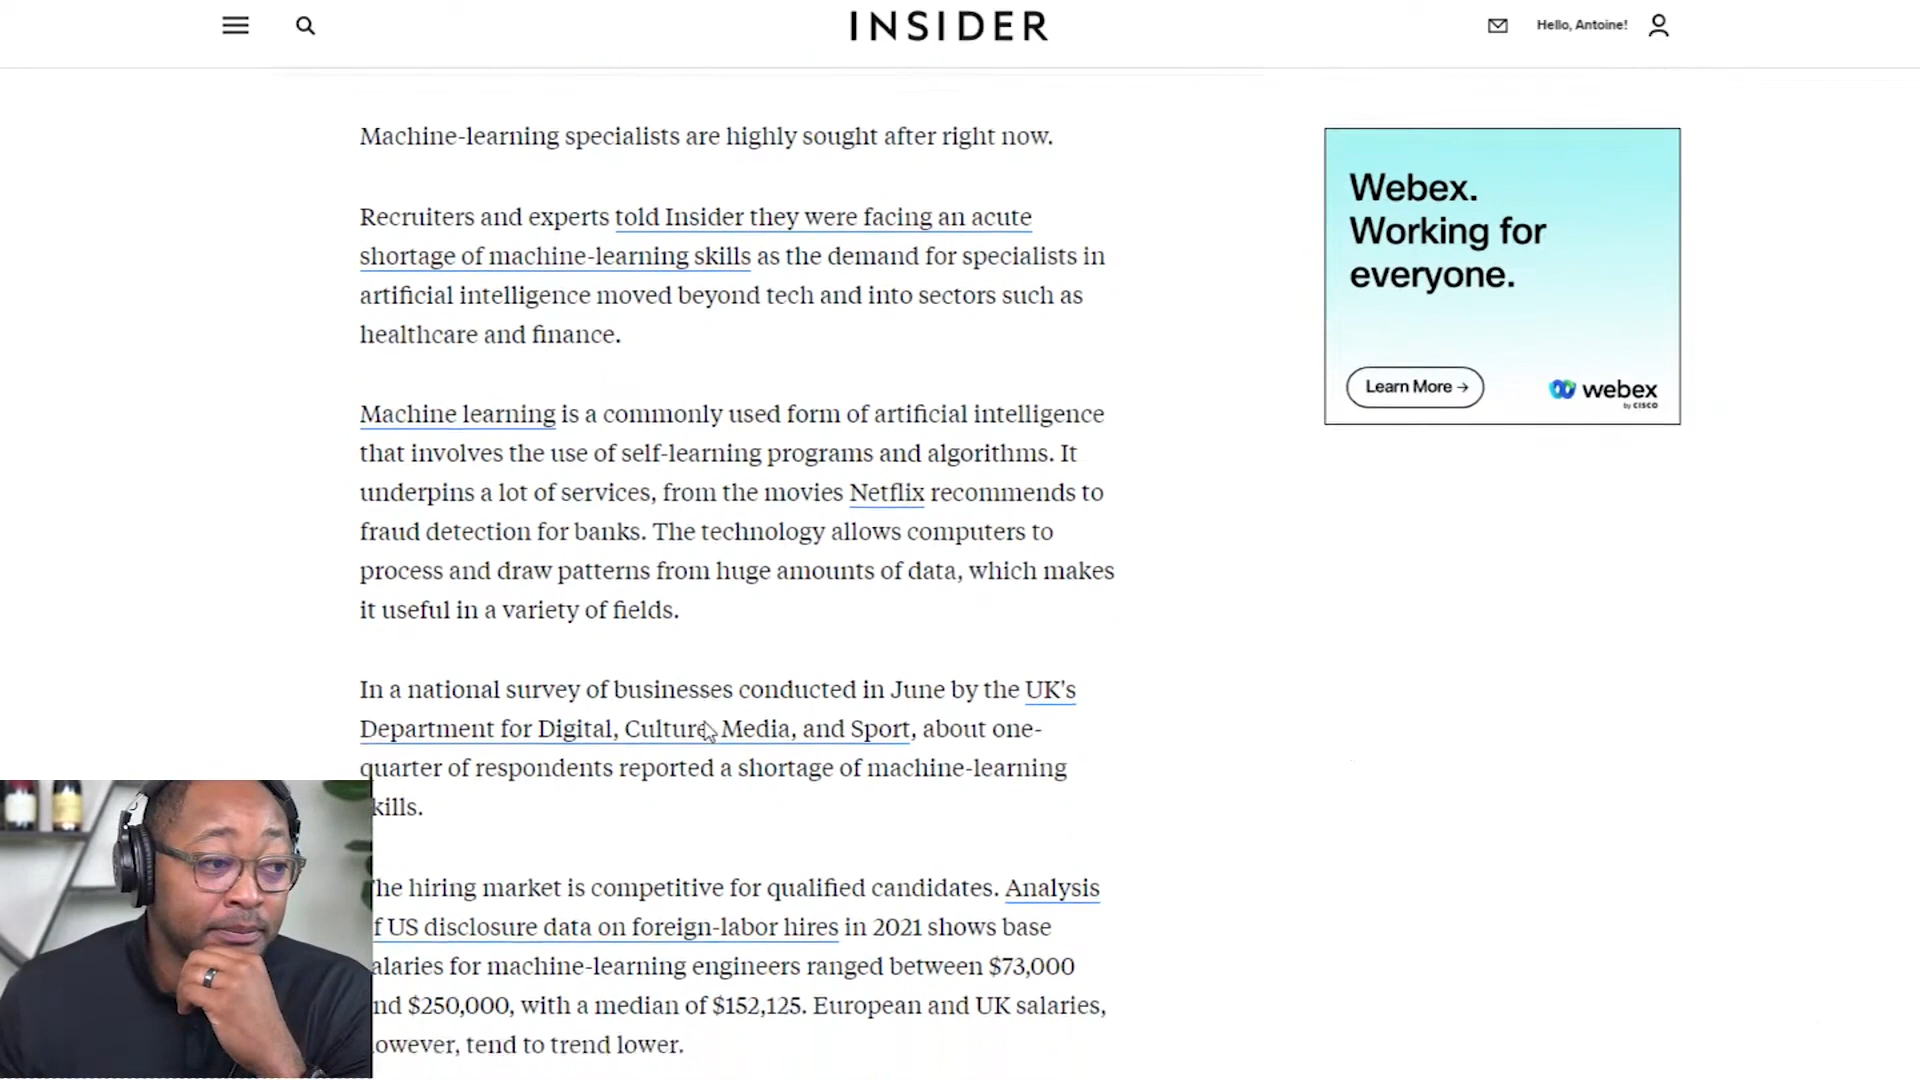 INSIDER
Hello, Antoine!
Machine-learning specialists are highly sought after right now.
Recruiters and experts told Insider they were facing an acute
shortage of machine-learning skills as the demand for specialists in
artificial intelligence moved beyond tech and into sectors such as
healthcare and finance.
Machine learning is a commonly used form of artificial intelligence
that involves the use of self-learning programs and algorithms. It
underpins a lot of services, from the movies Netflix recommends to
fraud detection for banks. The technology allows computers to
process and draw patterns from huge amounts of data, which makes
it useful in a variety of fields.
In a national survey of businesses conducted in June by the UK's
Department for Digital, Culture, Media, and Sport, about one-
quarter of respondents reported a shortage of machine-learning
kills.
he hiring market is competitive for qualified candidates. Analysis
f US disclosure data on foreign-labor hires in 2021 shows base
alaries for machine-learning engineers ranged between $73,000
nd $250,000, with a median of $152,125. European and UK salaries,
owever, tend to trend lower.
Webex.
Working for
everyone.
Learn More →
webex
by CISCO